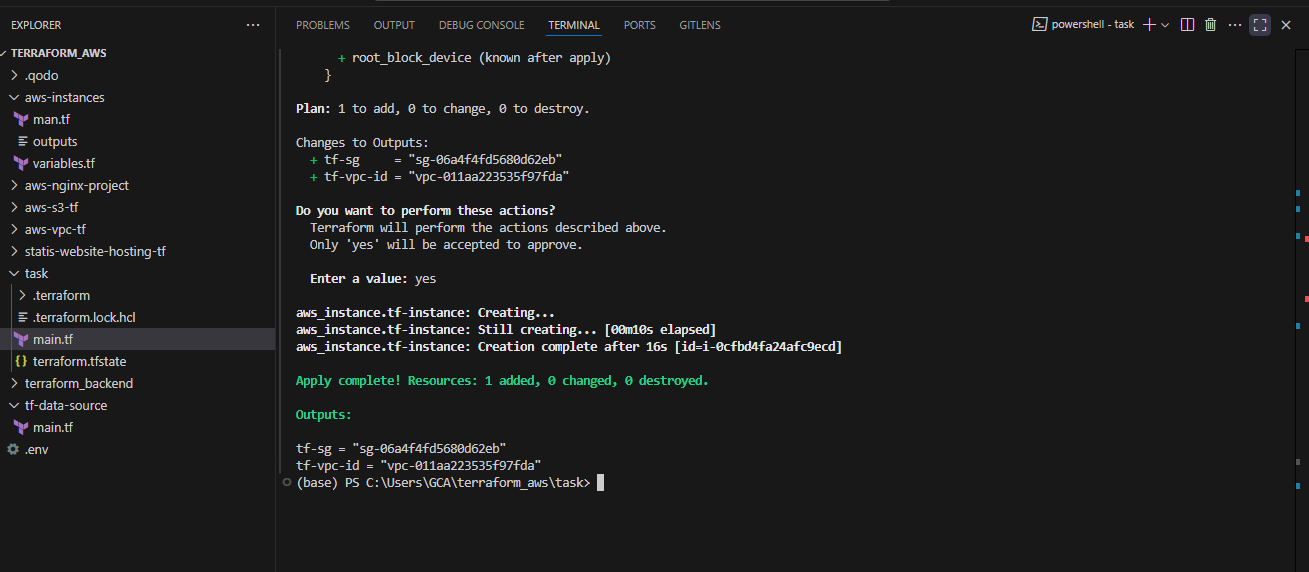 EXPLORER
...
TERRAFORM_AWS
.qodo
aws-instances
man.tf
outputs
variables.tf
aws-nginx-project
aws-s3-tf
aws-vpc-tf
statis-website-hosting-tf
task
.terraform
.terraform.lock.hcl
main.tf
terraform.tfstate
terraform_backend
tf-data-source
main.tf
.env
PROBLEMS OUTPUT DEBUG CONSOLE TERMINAL PORTS GITLENS
powershell - task
+ root_block_device (known after apply)
}
Plan: 1 to add, 0 to change, 0 to destroy.
Changes to Outputs:
+ tf-sg     = "sg-06a4f4fd5680d62eb"
+ tf-vpc-id = "vpc-011aa223535f97fda"
Do you want to perform these actions?
Terraform will perform the actions described above.
Only 'yes' will be accepted to approve.
Enter a value: yes
aws_instance.tf-instance: Creating...
aws_instance.tf-instance: Still creating... [00m10s elapsed]
aws_instance.tf-instance: Creation complete after 16s [id=i-0cfbd4fa24afc9ecd]
Apply complete! Resources: 1 added, 0 changed, 0 destroyed.
Outputs:
tf-sg = "sg-06a4f4fd5680d62eb"
tf-vpc-id = "vpc-011aa223535f97fda"
(base) PS C:\Users\GCA\terraform_aws\task>